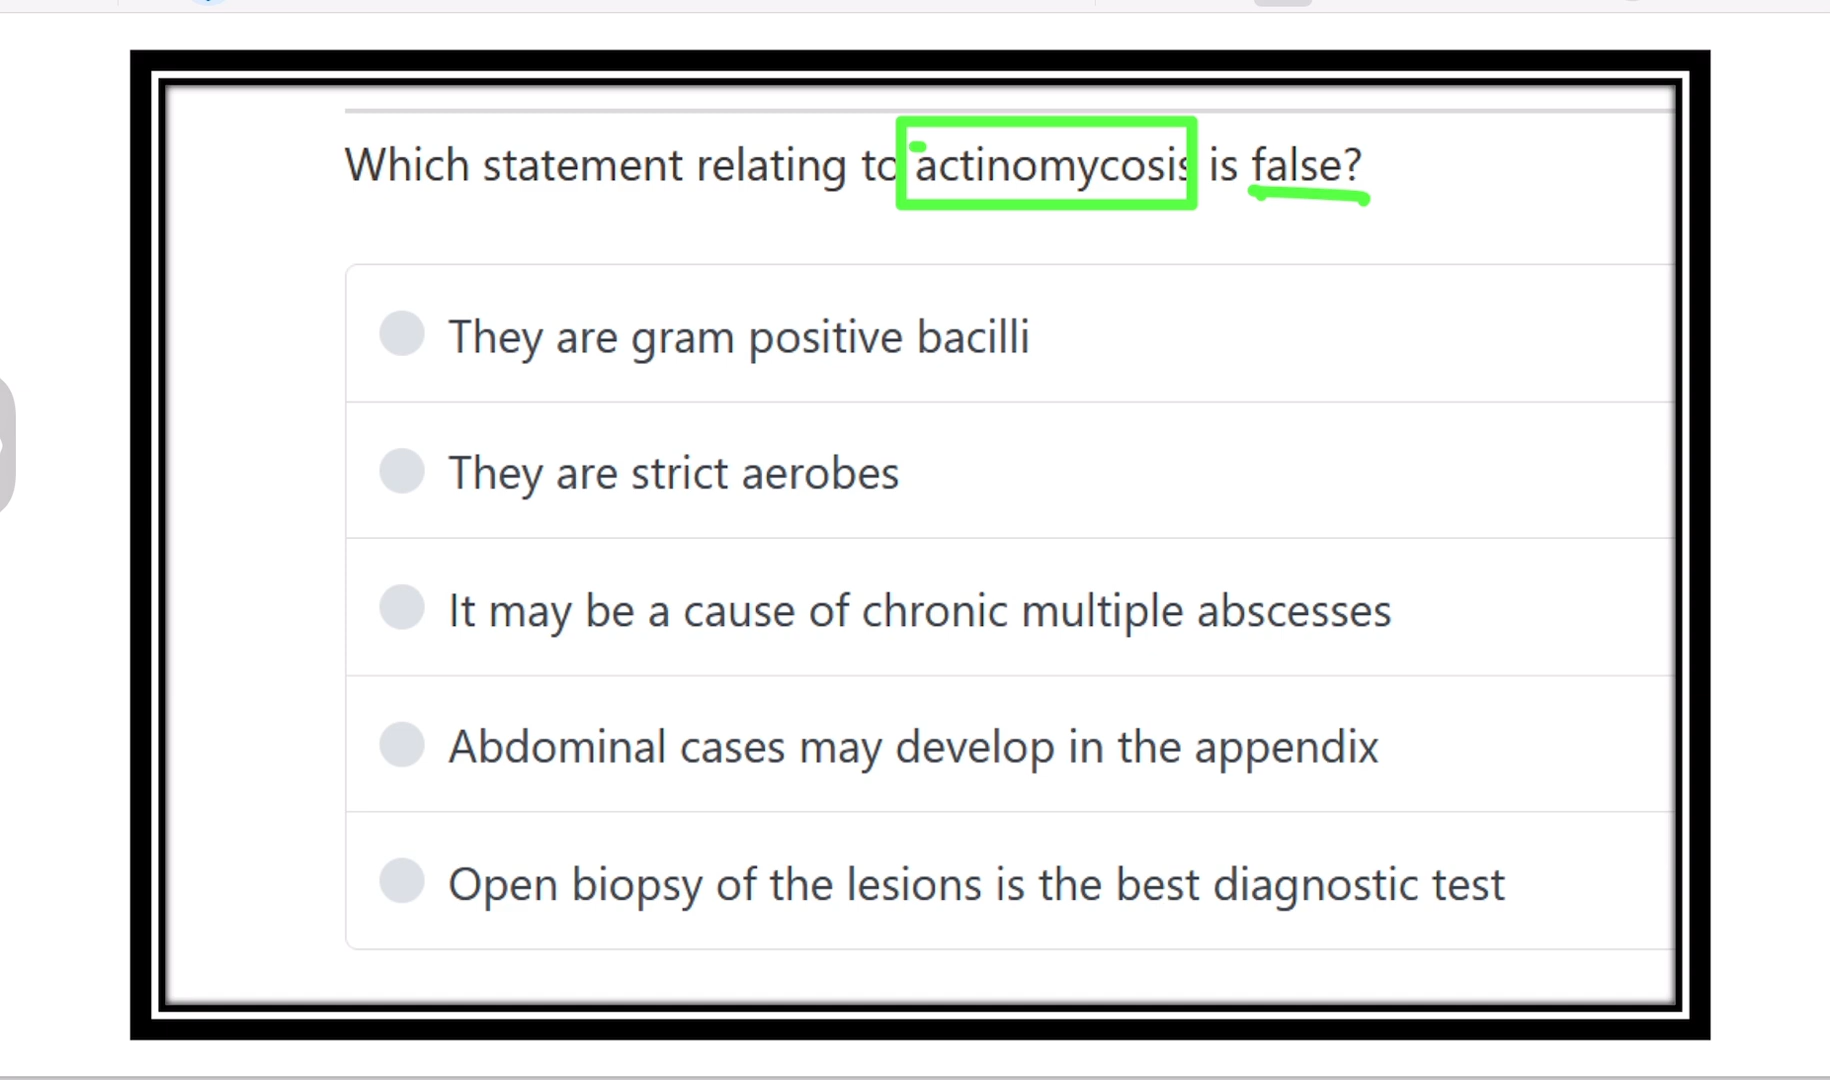 Which statement relating to actinomycosis is false?
They are gram positive bacilli
They are strict aerobes
It may be a cause of chronic multiple abscesses
Abdominal cases may develop in the appendix
Open biopsy of the lesions is the best diagnostic test